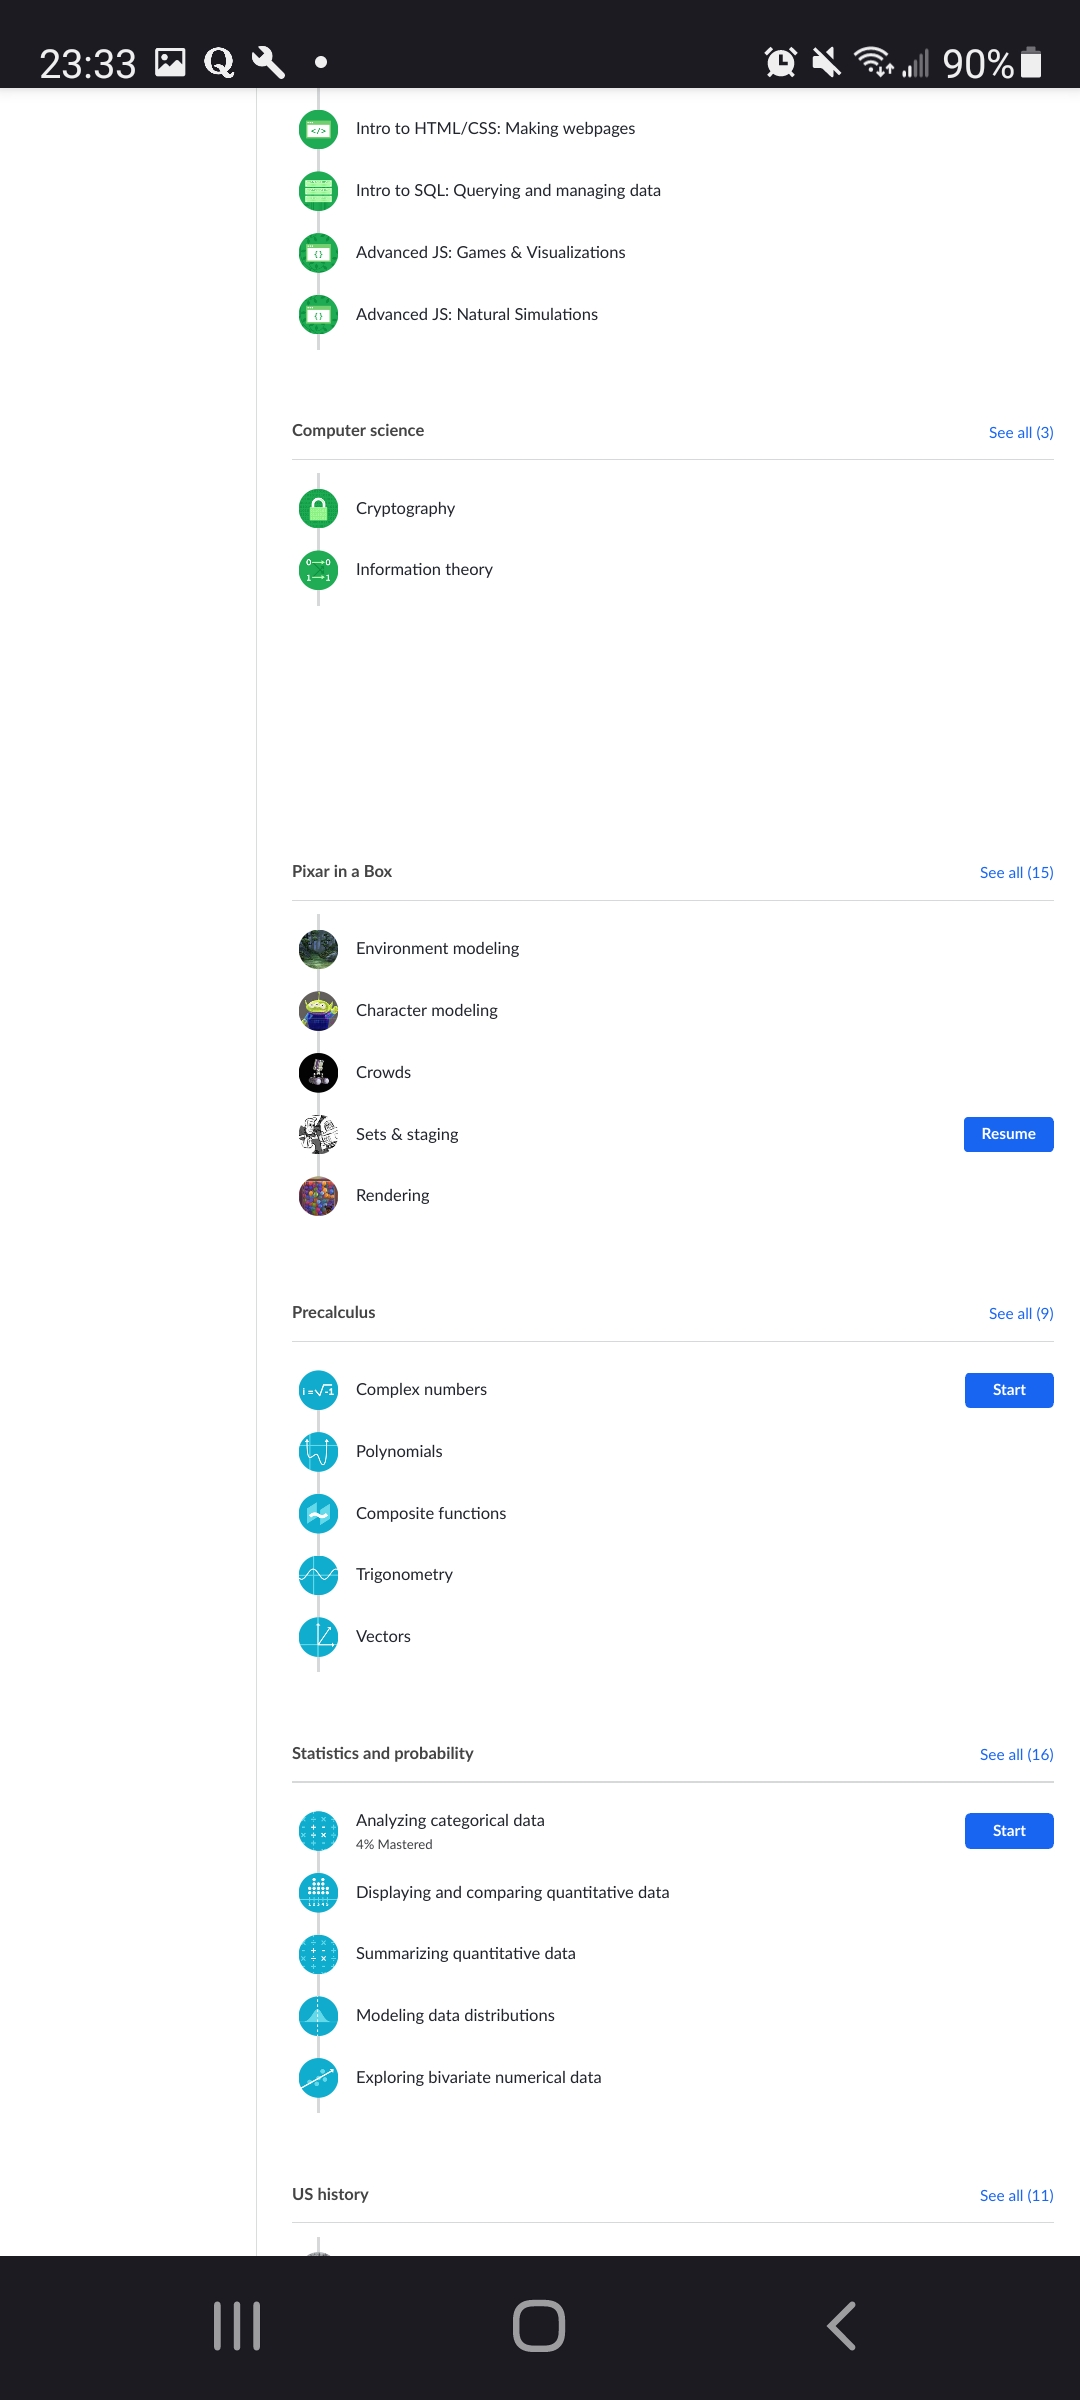 23:33
90%
Intro to HTML/CSS: Making webpages
Intro to SQL: Querying and managing data
Advanced JS: Games & Visualizations
Advanced JS: Natural Simulations
Computer science
See all (3)
Cryptography
Information theory
Pixar in a Box
See all (15)
Environment modeling
Character modeling
Crowds
Sets & staging
Resume
Rendering
Precalculus
See all (9)
Complex numbers
Start
Polynomials
Composite functions
Trigonometry
Vectors
Statistics and probability
See all (16)
Analyzing categorical data
4% Mastered
Start
Displaying and comparing quantitative data
Summarizing quantitative data
Modeling data distributions
Exploring bivariate numerical data
US history
See all (11)